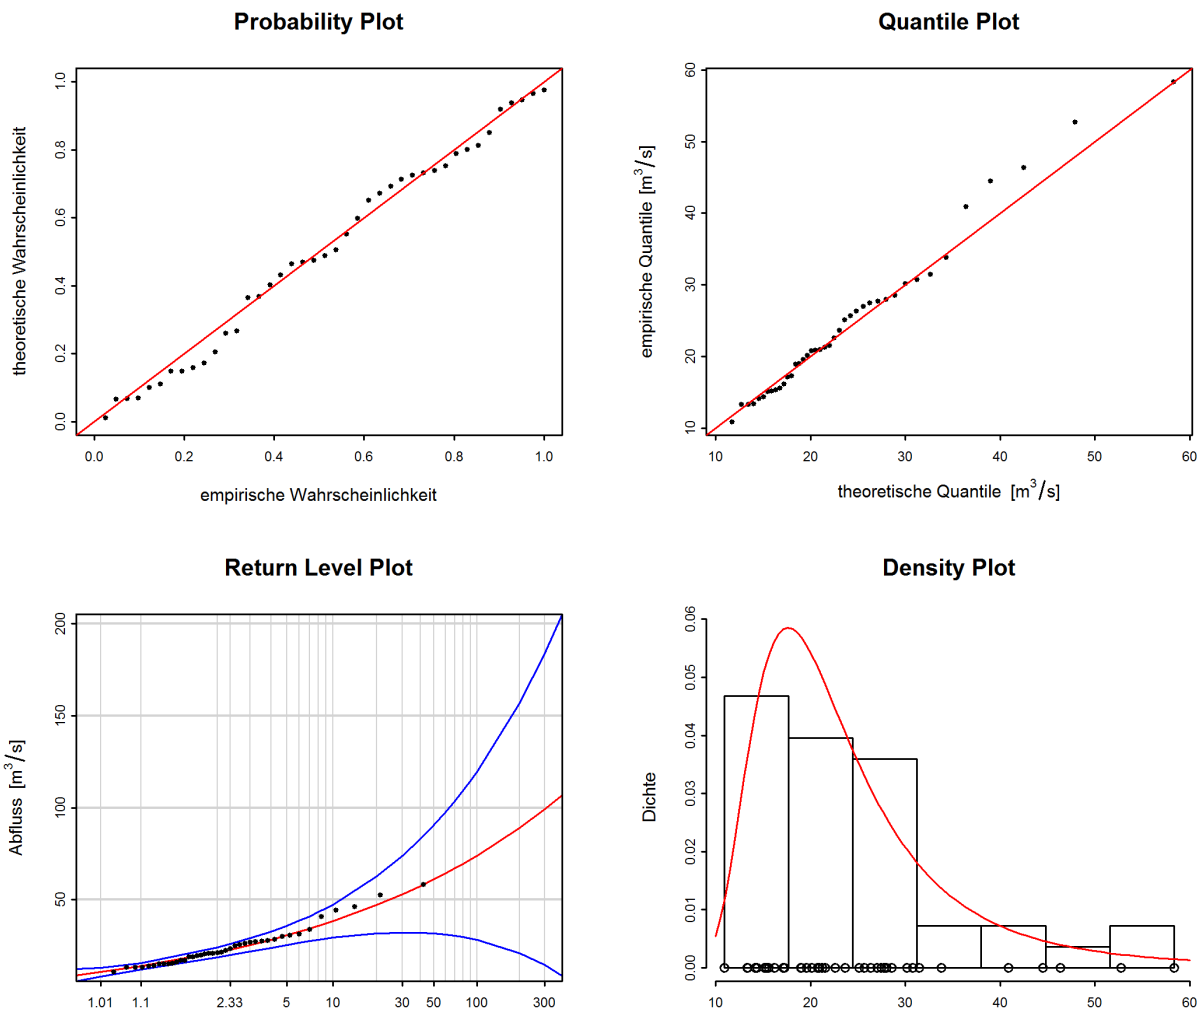 Probability Plot
theoretische Wahrscheinlichkeit
0.0 0.2 0.4 0.6 0.8 1.0
0.0 0.2 0.4 0.6 0.8 1.0
empirische Wahrscheinlichkeit
Quantile Plot
empirische Quantile [m³/s]
10 20 30 40 50 60
10 20 30 40 50 60
theoretische Quantile [m³/s]
Return Level Plot
Abfluss [m³/s]
50 100 150 200
1.01 1.1 2.33 5 10 30 50 100 300
Density Plot
Dichte
0.00 0.01 0.02 0.03 0.04 0.05 0.06
10 20 30 40 50 60